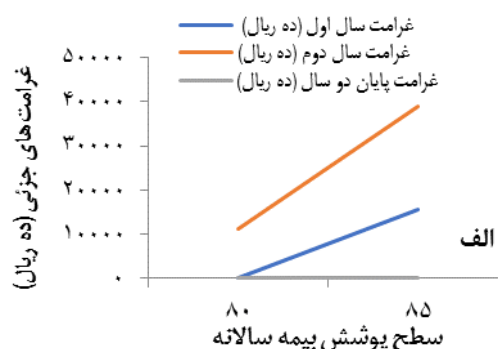 غرامت سال اول (ده ریال)
غرامت سال دوم (ده ریال)
غرامت پایان دو سال (ده ریال)
غرامت‌های جزئی (ده ریال)
۵۰۰۰۰
۴۰۰۰۰
۳۰۰۰۰
۲۰۰۰۰
۱۰۰۰۰
۰
الف
۸۰ ۸۵
سطح پوشش بیمه سالانه